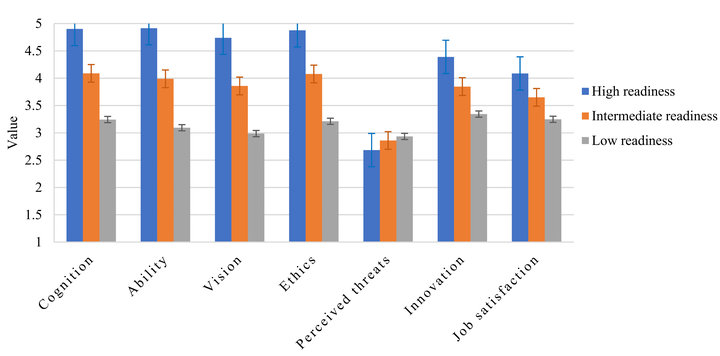 5
4.5
4
3.5
3
2.5
2
1.5
1
Value
Cognition
Ability
Vision
Ethics
Perceived threats
Innovation
Job satisfaction
High readiness
Intermediate readiness
Low readiness